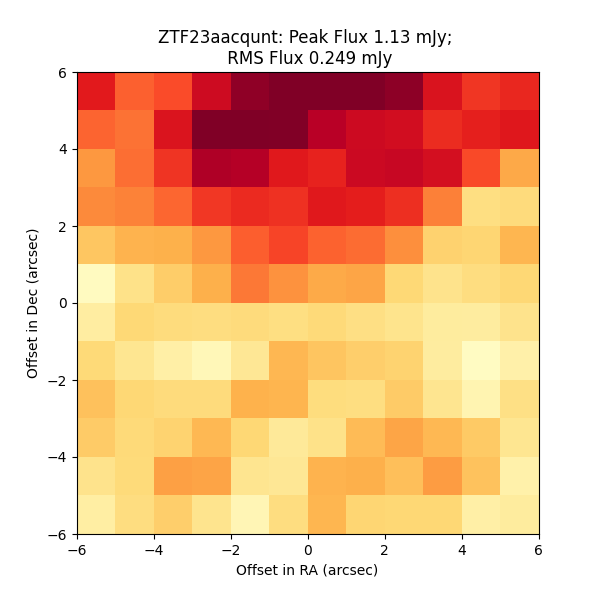 ZTF23aacqunt: Peak Flux 1.13 mJy;
RMS Flux 0.249 mJy
6
4
2
0
−2
−4
−6
Offset in Dec (arcsec)
−6 −4 −2 0 2 4 6
Offset in RA (arcsec)